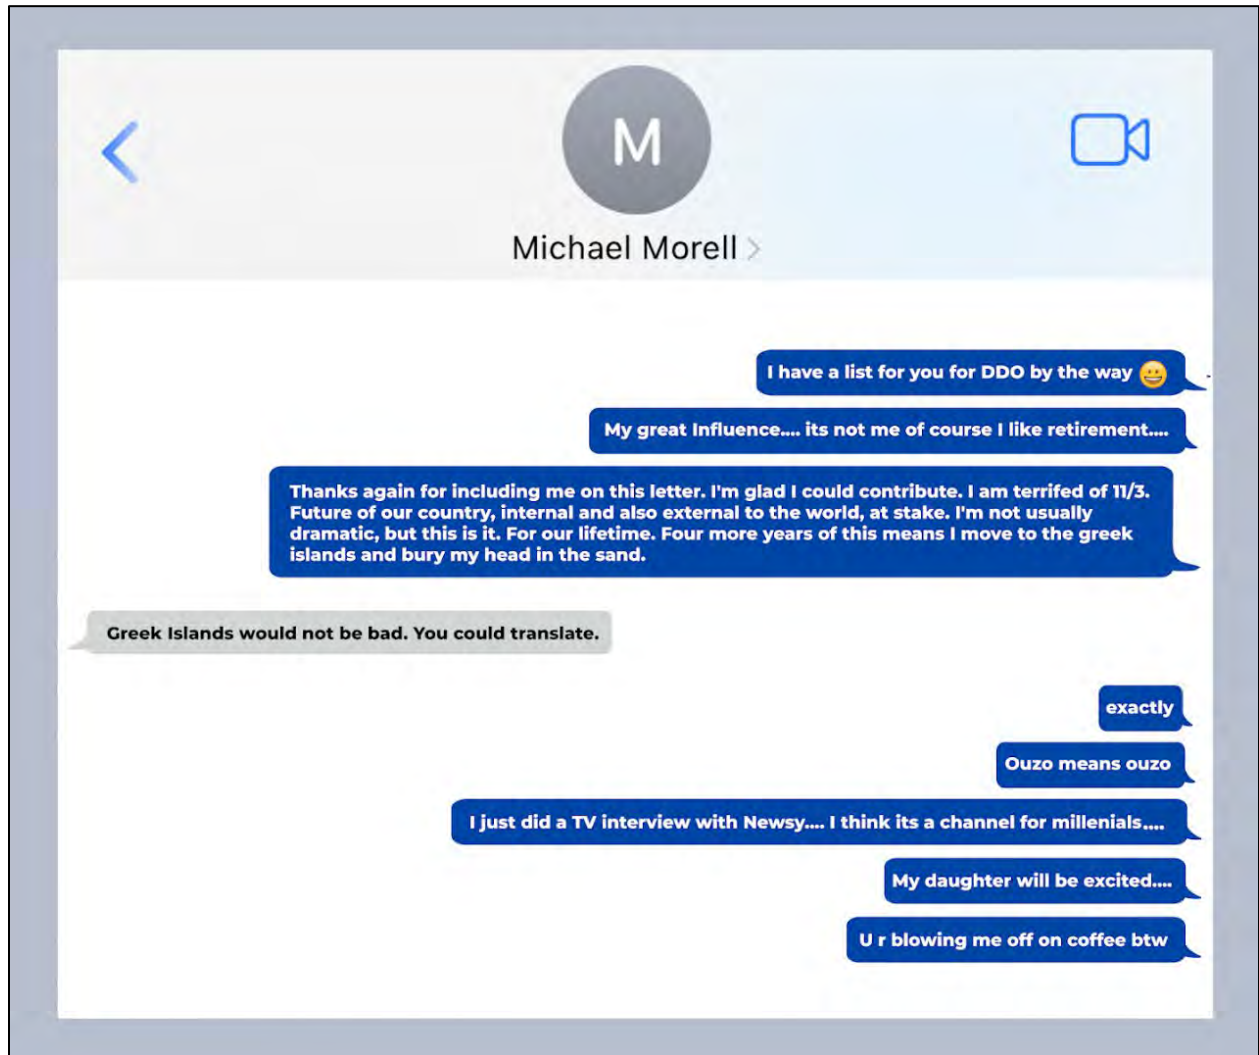 M
Michael Morell >
I have a list for you for DDO by the way 😀
My great Influence.... its not me of course I like retirement....
Thanks again for including me on this letter. I'm glad I could contribute. I am terrifed of 11/3.
Future of our country, internal and also external to the world, at stake. I'm not usually
dramatic, but this is it. For our lifetime. Four more years of this means I move to the greek
islands and bury my head in the sand.
Greek Islands would not be bad. You could translate.
exactly
Ouzo means ouzo
I just did a TV interview with Newsy.... I think its a channel for millenials....
My daughter will be excited....
U r blowing me off on coffee btw